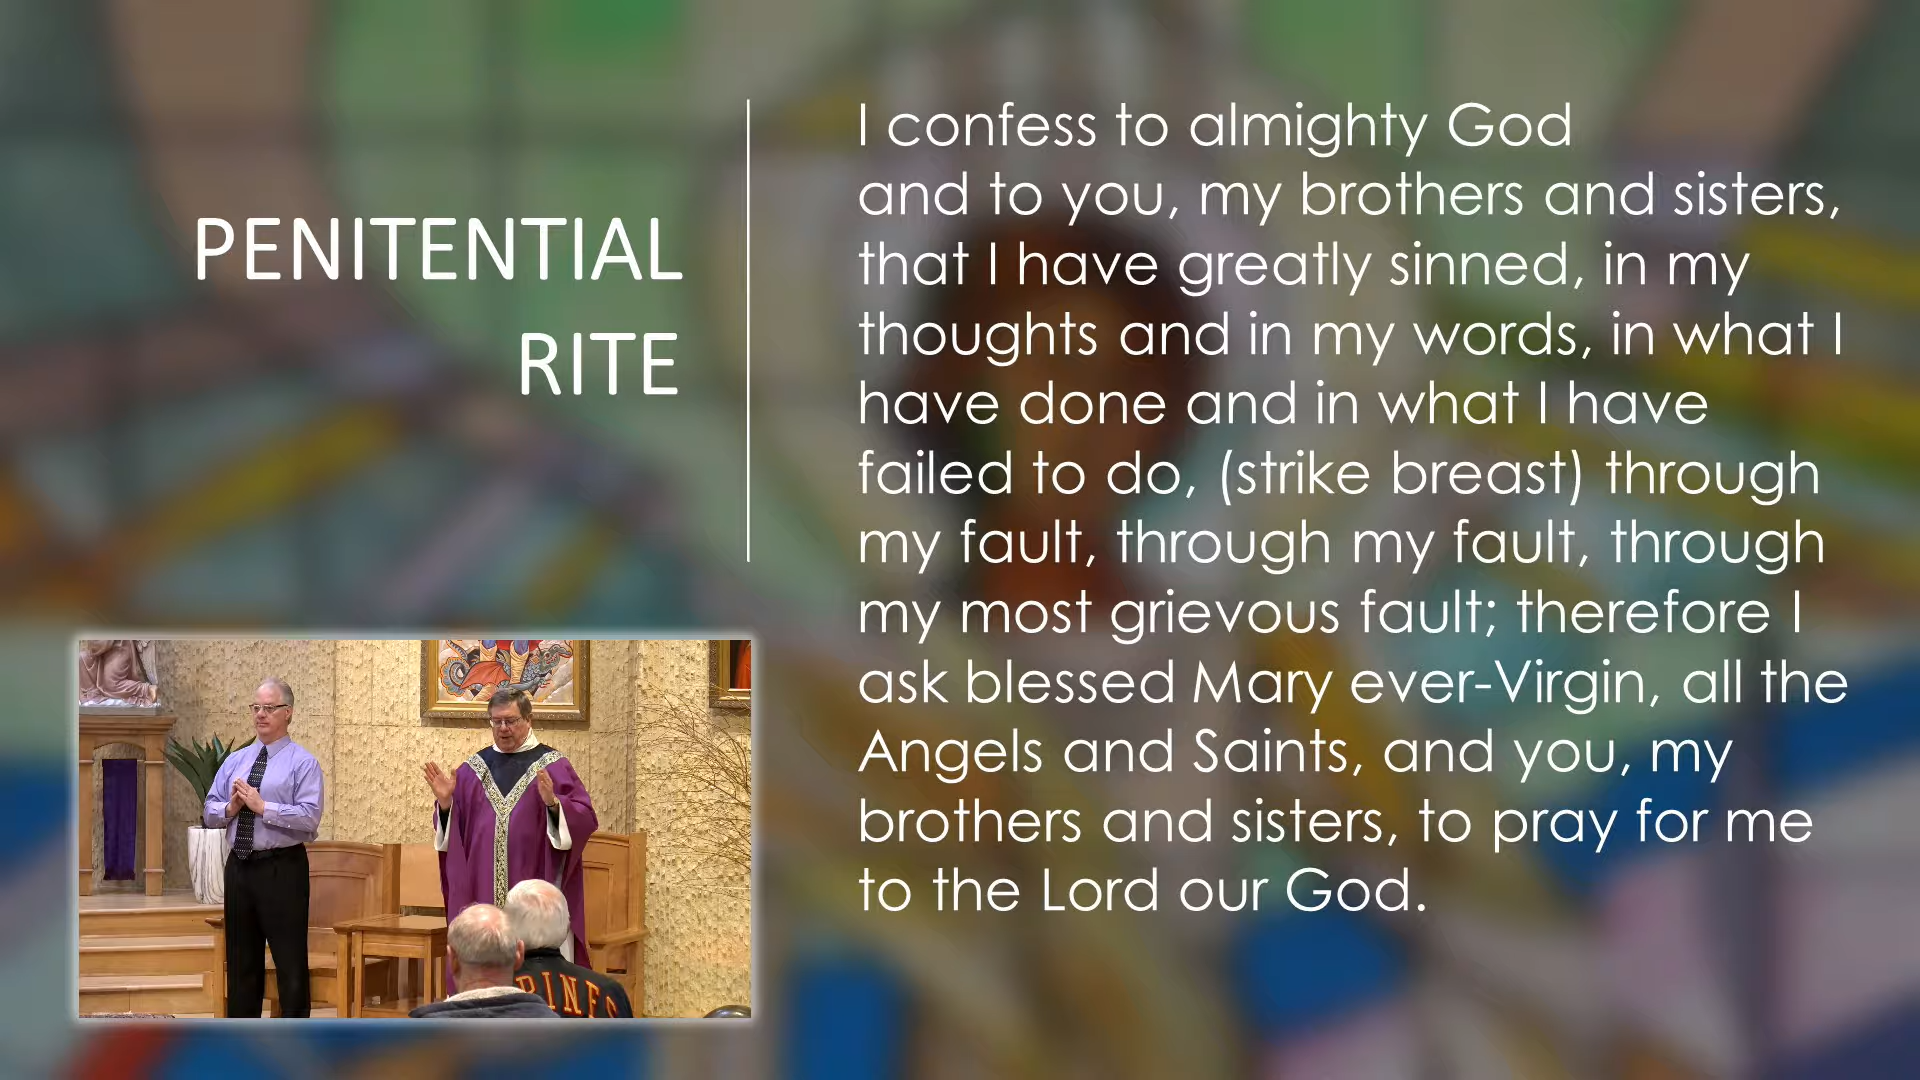 PENITENTIAL
RITE
I confess to almighty God
and to you, my brothers and sisters,
that I have greatly sinned, in my
thoughts and in my words, in what I
have done and in what I have
failed to do, (strike breast) through
my fault, through my fault, through
my most grievous fault; therefore I
ask blessed Mary ever-Virgin, all the
Angels and Saints, and you, my
brothers and sisters, to pray for me
to the Lord our God.